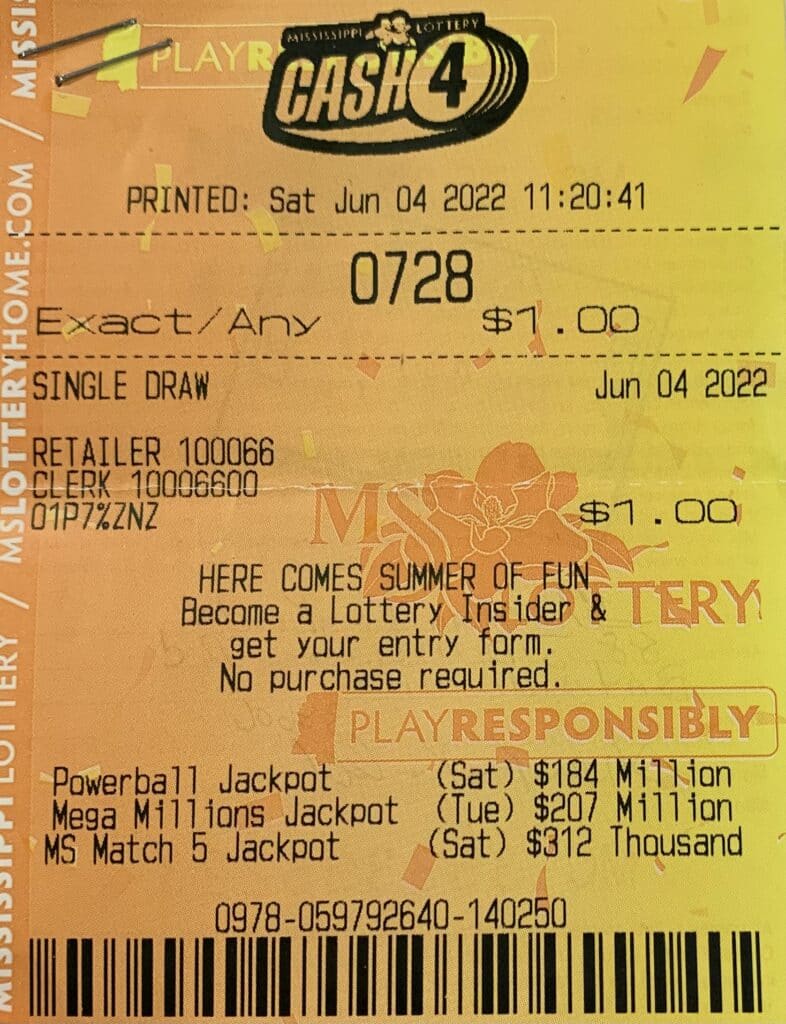 MISSISSIPPI LOTTERY
CASH 4
PLAYR
PRINTED: Sat Jun 04 2022 11:20:41
0728
Exact/Any $1.00
SINGLE DRAW Jun 04 2022
RETAILER 100066
CLERK 10006600
01P7%ZNZ
$1.00
MS LOTTERY
HERE COMES SUMMER OF FUN
Become a Lottery Insider &
get your entry form.
No purchase required.
PLAYRESPONSIBLY
Powerball Jackpot (Sat) $184 Million
Mega Millions Jackpot (Tue) $207 Million
MS Match 5 Jackpot (Sat) $312 Thousand
0978-059792640-140250
MISSISSIPPI LOTTERY / MSLOTTERYHOME.COM / MISSIS